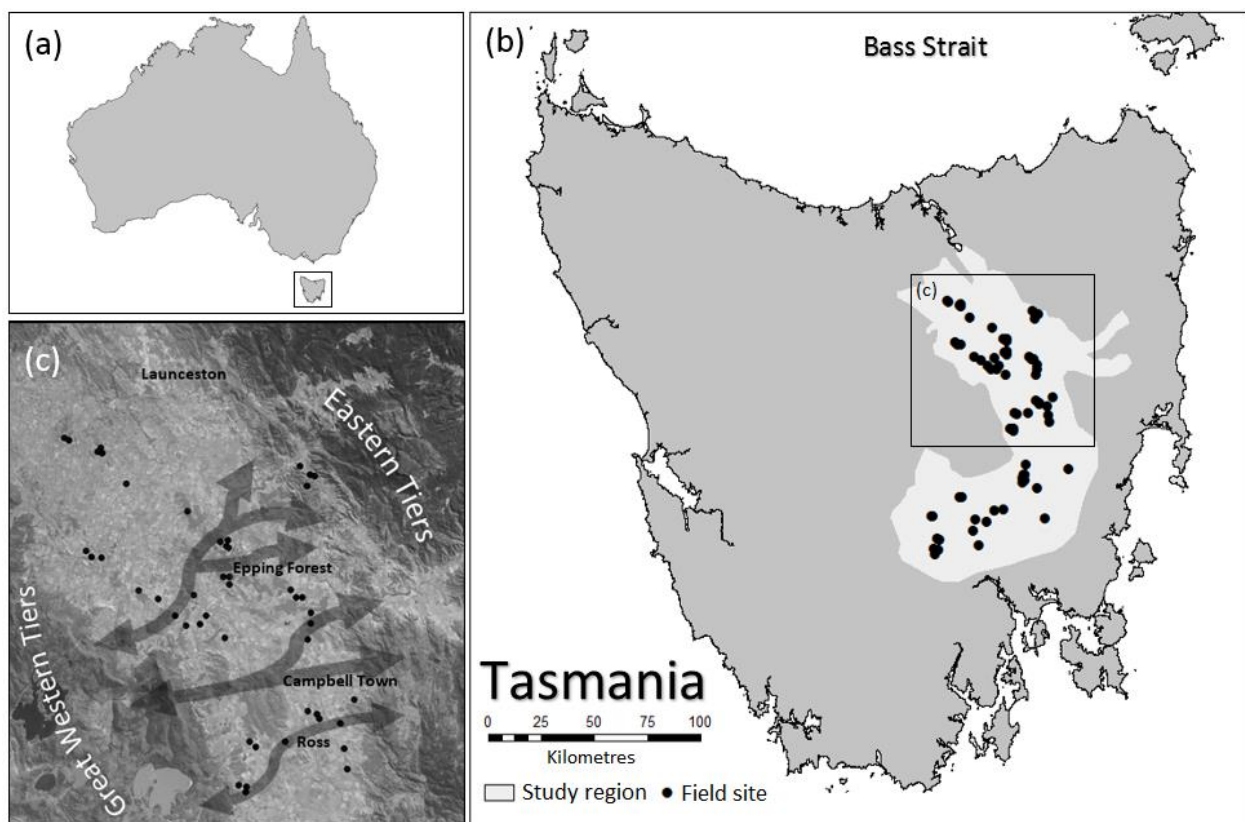 (a)
(b)
Bass Strait
(c)
Tasmania
0 25 50 75 100
Kilometres
Study region
Field site
(c)
Launceston
Eastern Tiers
Epping Forest
Great Western Tiers
Campbell Town
Ross